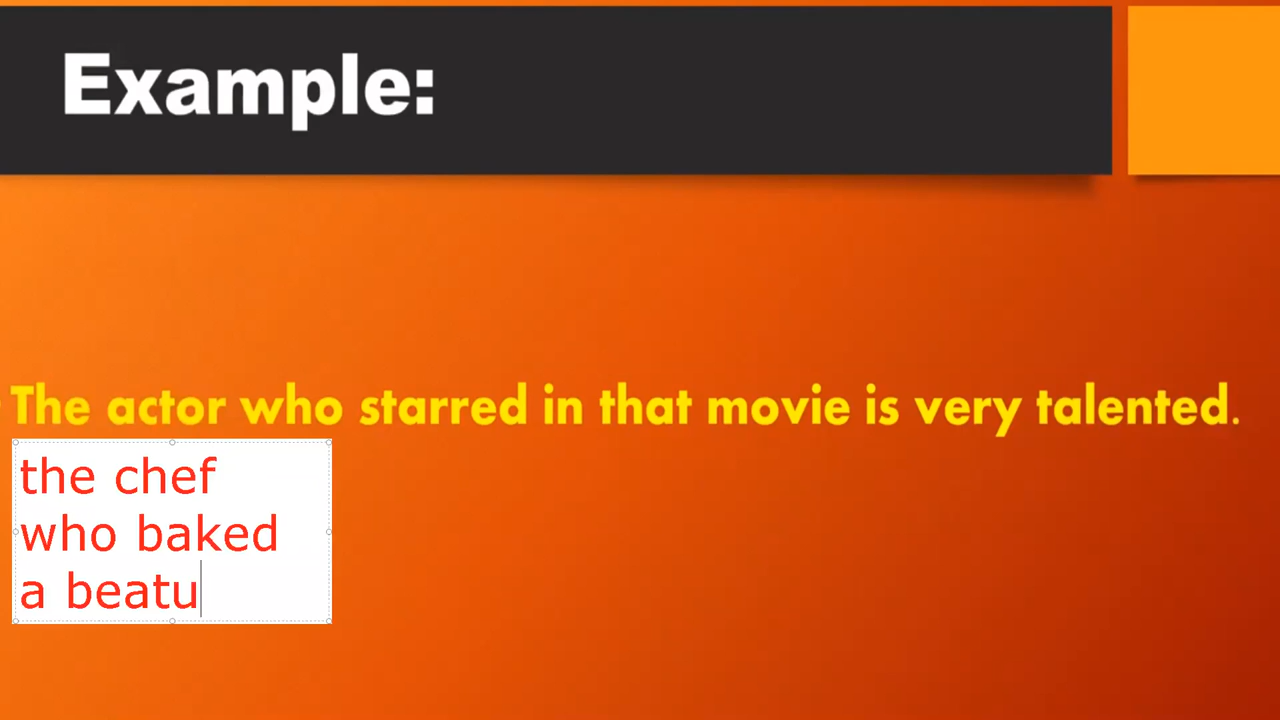 Example:
The actor who starred in that movie is very talented.
the chef
who baked
a beatu